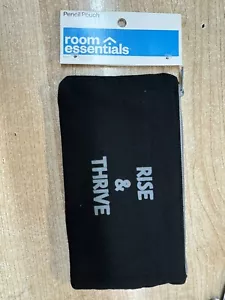 Pencil Pouch
room
essentials
RISE
&
THRIVE